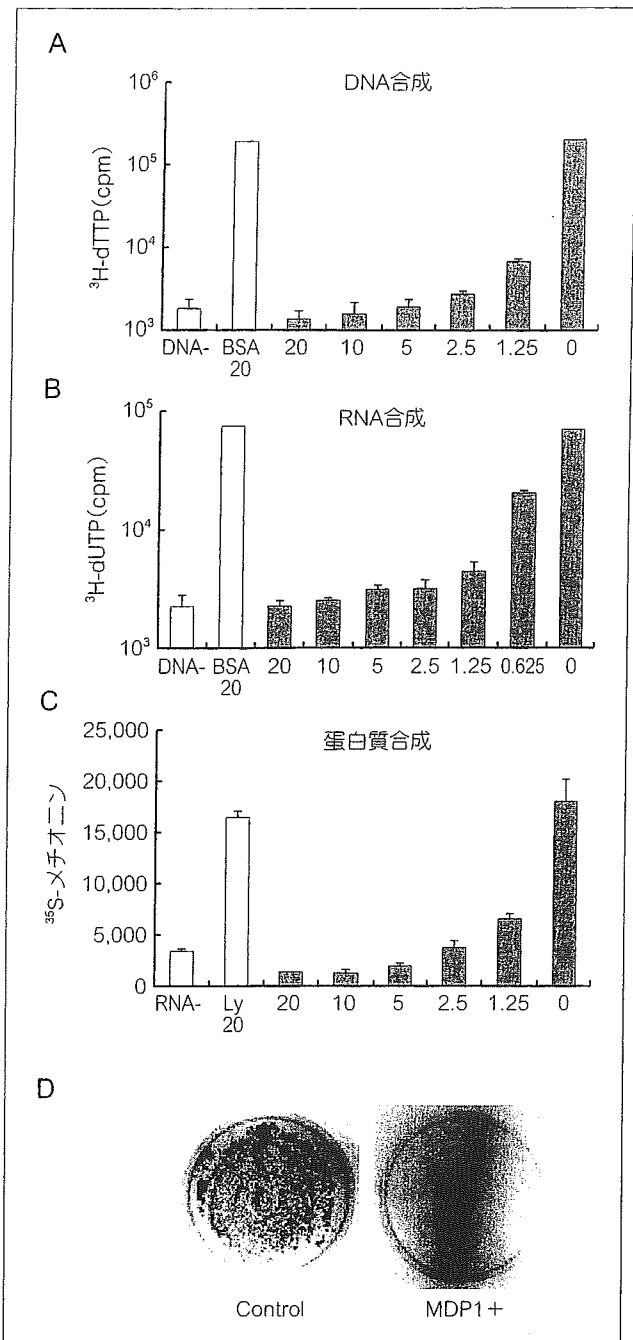 A
DNA合成
10⁶
10⁵
10⁴
10³
³H-dTTP(cpm)
DNA- BSA 20 10 5 2.5 1.25 0
20
B
RNA合成
10⁵
10⁴
10³
³H-dUTP(cpm)
DNA- BSA 20 10 5 2.5 1.25 0.625 0
20
C
蛋白質合成
25,000
20,000
15,000
10,000
5,000
0
³⁵S-メチオニン
RNA- Ly 20 10 5 2.5 1.25 0
20
D
Control MDP1+